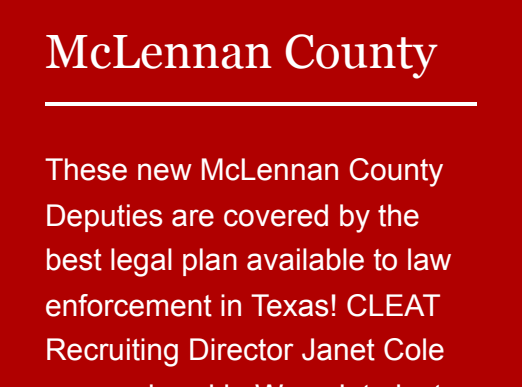 McLennan County
These new McLennan County
Deputies are covered by the
best legal plan available to law
enforcement in Texas! CLEAT
Recruiting Director Janet Cole